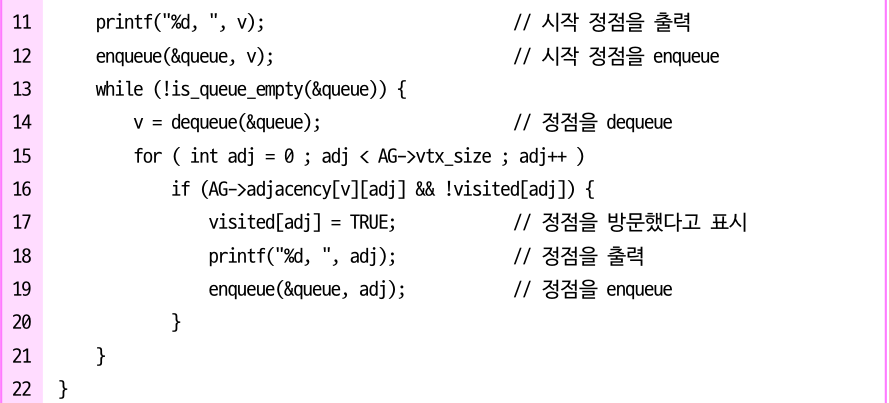 11 printf("%d, ", v); // 시작 정점을 출력
12 enqueue(&queue, v); // 시작 정점을 enqueue
13 while (!is_queue_empty(&queue)) {
14 v = dequeue(&queue); // 정점을 dequeue
15 for ( int adj = 0 ; adj < AG->vtx_size ; adj++ )
16 if (AG->adjacency[v][adj] && !visited[adj]) {
17 visited[adj] = TRUE; // 정점을 방문했다고 표시
18 printf("%d, ", adj); // 정점을 출력
19 enqueue(&queue, adj); // 정점을 enqueue
20 }
21 }
22 }